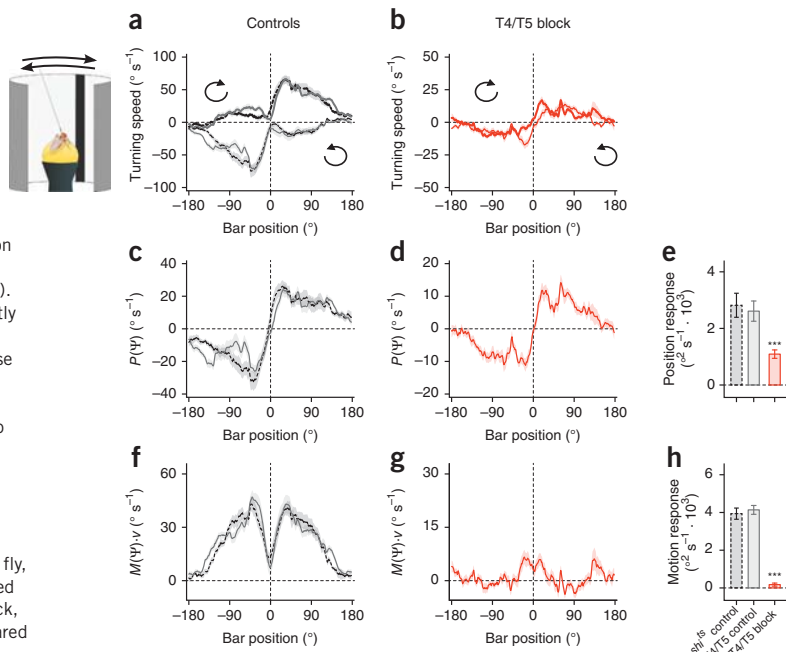 a Controls
b T4/T5 block
Turning speed (° s⁻¹)
100
50
0
−50
−100
−180 −90 0 90 180
Bar position (°)
Turning speed (° s⁻¹)
50
25
0
−25
−50
−180 −90 0 90 180
Bar position (°)
on
).
tly
se
fly,
ed
ck,
ared
c
P(Ψ) (° s⁻¹)
40
20
0
−20
−40
−180 −90 0 90 180
Bar position (°)
d
P(Ψ) (° s⁻¹)
20
10
0
−10
−20
−180 −90 0 90 180
Bar position (°)
e
Position response
(°² s⁻¹ · 10³)
4
2
0
***
f
M(Ψ)·v (° s⁻¹)
60
30
0
−180 −90 0 90 180
Bar position (°)
g
M(Ψ)·v (° s⁻¹)
30
15
0
−180 −90 0 90 180
Bar position (°)
h
Motion response
(°² s⁻¹ · 10³)
6
4
2
0
***
shi^ts control
4/T5 control
T4/T5 block